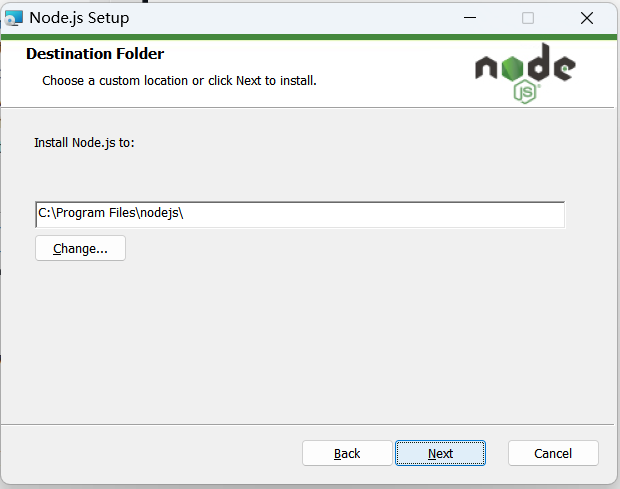 Node.js Setup
Destination Folder
Choose a custom location or click Next to install.
node
JS
Install Node.js to:
C:\Program Files\nodejs\
Change...
Back
Next
Cancel